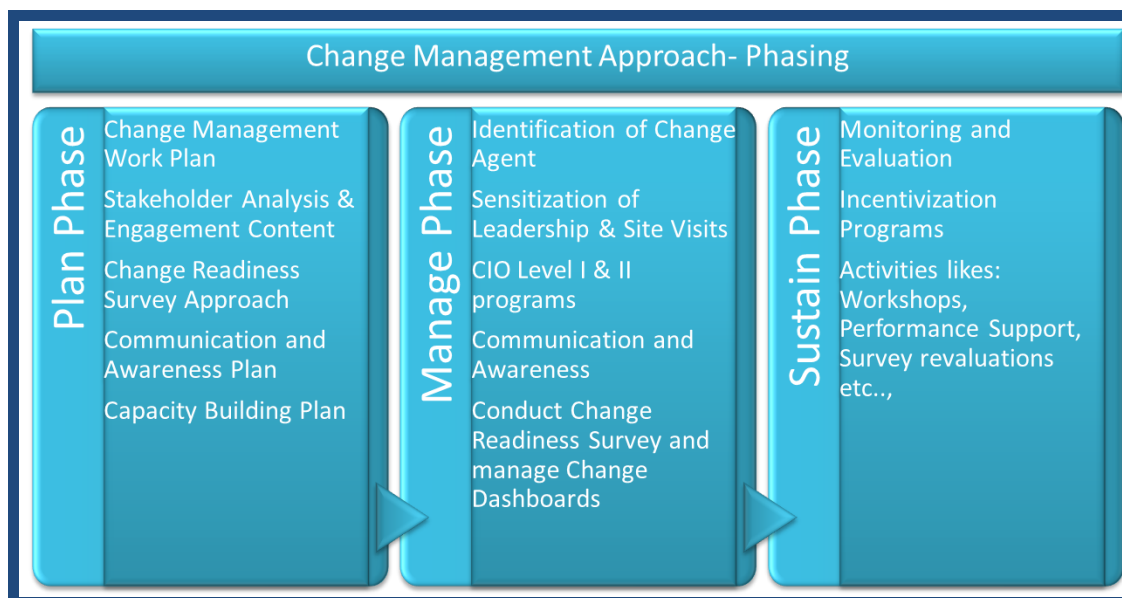 Change Management Approach- Phasing
Plan Phase
Change Management
Work Plan
Stakeholder Analysis &
Engagement Content
Change Readiness
Survey Approach
Communication and
Awareness Plan
Capacity Building Plan
Manage Phase
Identification of Change
Agent
Sensitization of
Leadership & Site Visits
CIO Level I & II
programs
Communication and
Awareness
Conduct Change
Readiness Survey and
manage Change
Dashboards
Sustain Phase
Monitoring and
Evaluation
Incentivization
Programs
Activities likes:
Workshops,
Performance Support,
Survey revaluations
etc..,